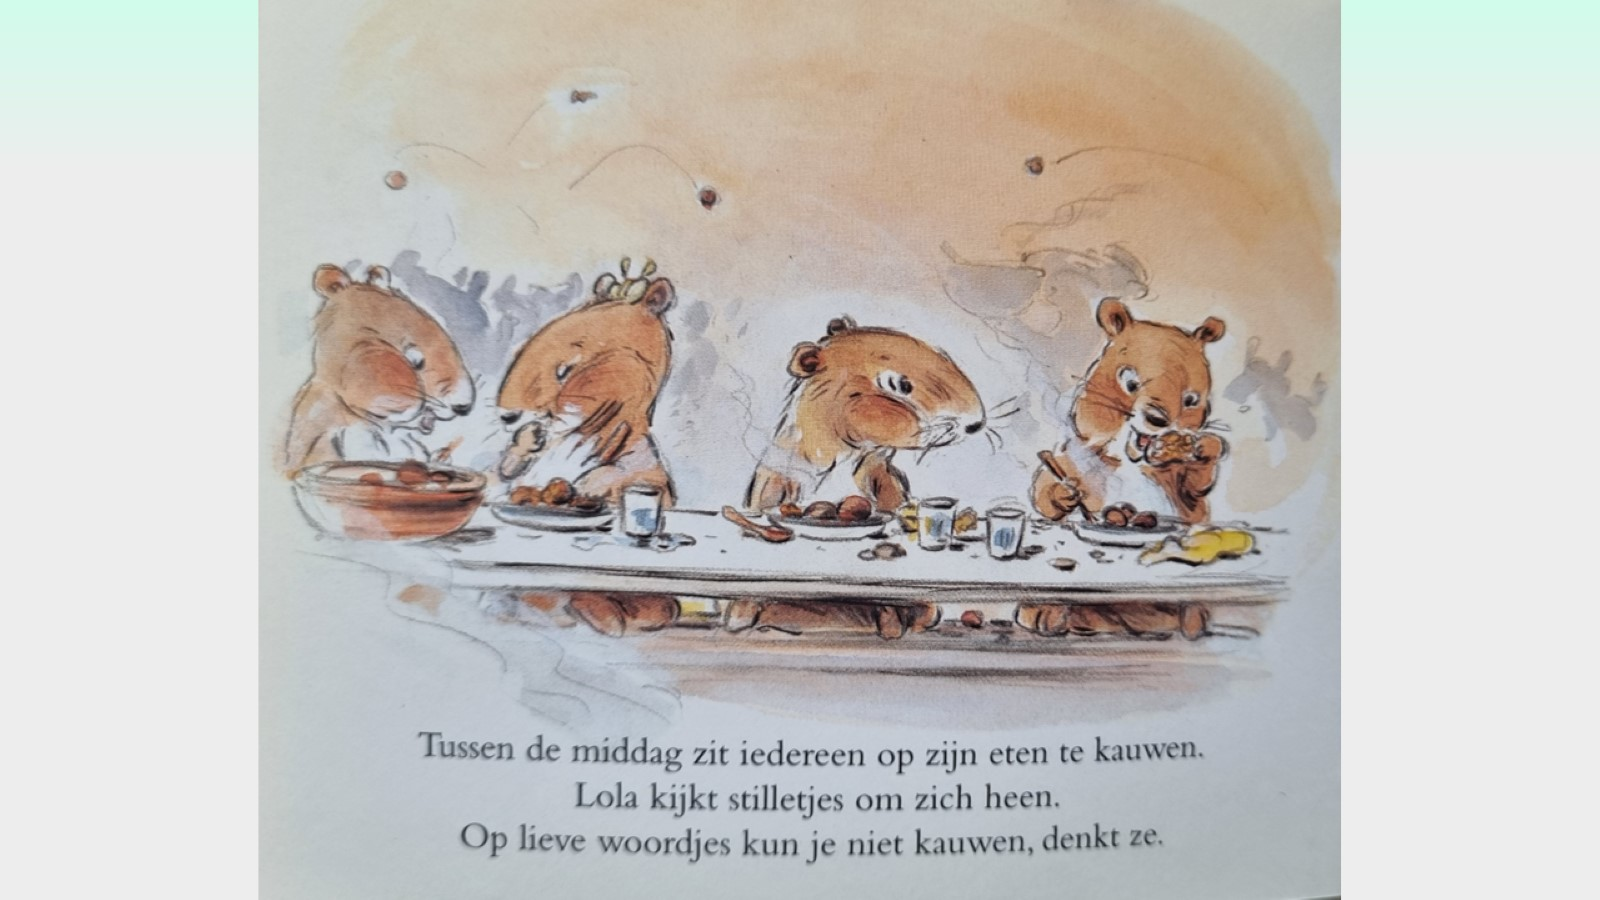 Tussen de middag zit iedereen op zijn eten te kauwen.
Lola kijkt stilletjes om zich heen.
Op lieve woordjes kun je niet kauwen, denkt ze.